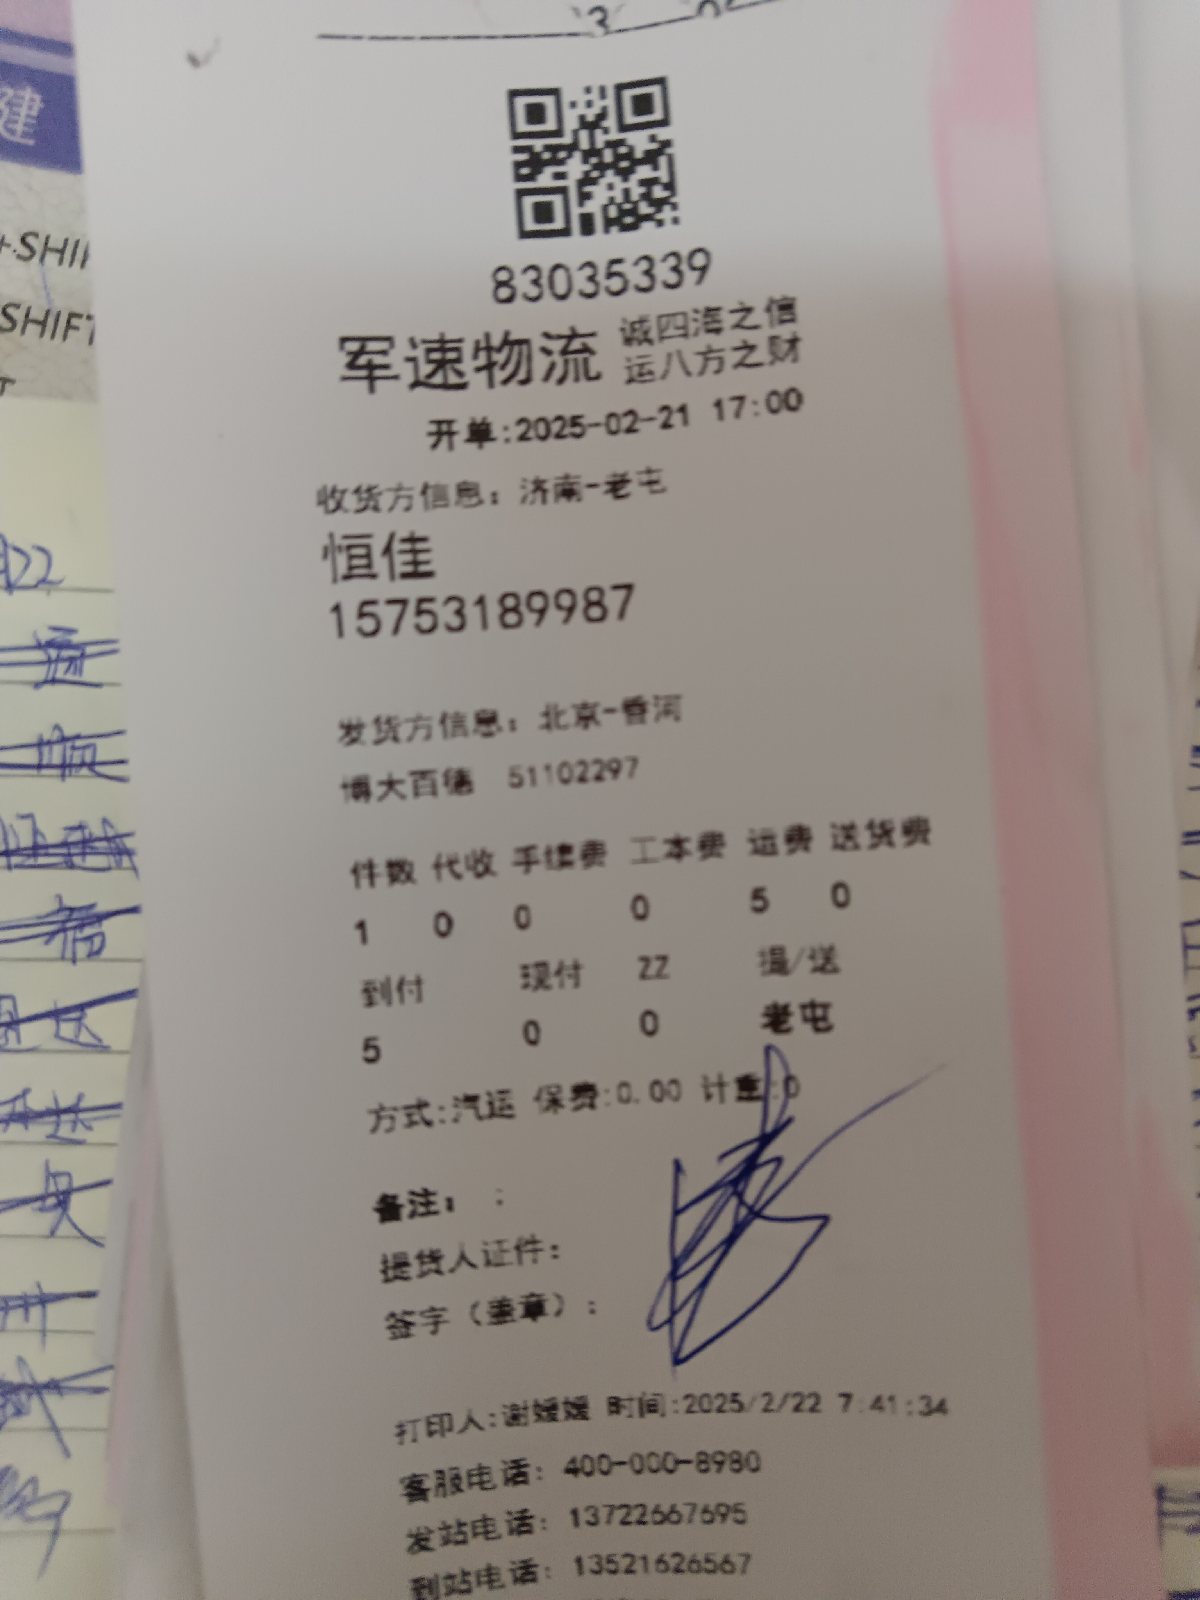 建
+SHI
SHIFT
83035339
军速物流
诚四海之信
运八方之财
开单:2025-02-21 17:00
收货方信息：济南-老屯
恒佳
15753189987
发货方信息：北京-香河
博大百德 51102297
件数 代收 手续费 工本费 运费 送货费
1 0 0 0 5 0
到付 现付 ZZ 提/送
5 0 0 老屯
方式:汽运 保费:0.00 计重:0
备注： :
提货人证件：
签字（盖章）：
打印人:谢媛媛 时间:2025/2/22 7:41:34
客服电话：400-000-8980
发站电话：13722667695
到站电话：13521626567